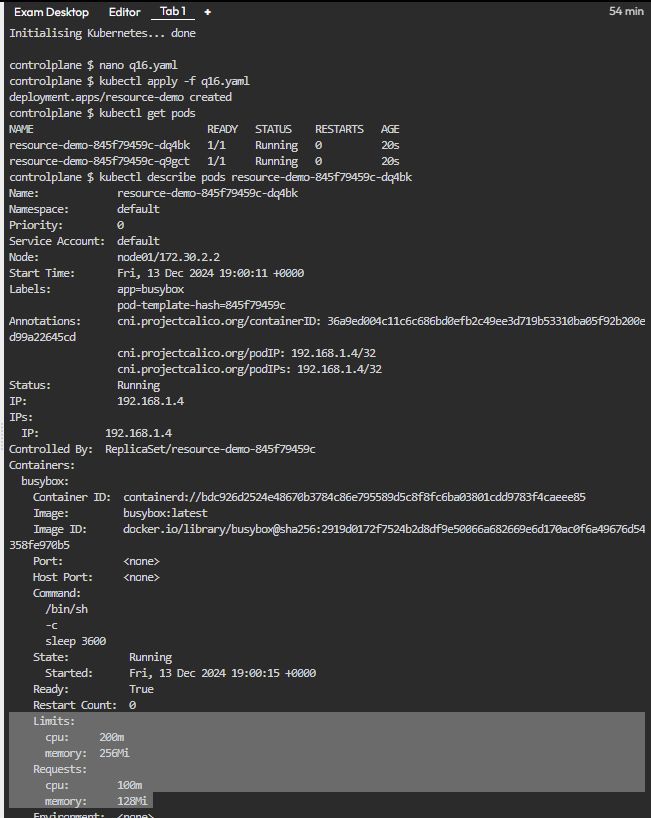 Exam Desktop Editor Tab 1 + 54 min
Initialising Kubernetes... done
controlplane $ nano q16.yaml
controlplane $ kubectl apply -f q16.yaml
deployment.apps/resource-demo created
controlplane $ kubectl get pods
NAME READY STATUS RESTARTS AGE
resource-demo-845f79459c-dq4bk 1/1 Running 0 20s
resource-demo-845f79459c-q9gct 1/1 Running 0 20s
controlplane $ kubectl describe pods resource-demo-845f79459c-dq4bk
Name: resource-demo-845f79459c-dq4bk
Namespace: default
Priority: 0
Service Account: default
Node: node01/172.30.2.2
Start Time: Fri, 13 Dec 2024 19:00:11 +0000
Labels: app=busybox
pod-template-hash=845f79459c
Annotations: cni.projectcalico.org/containerID: 36a9ed004c11c6c686bd0efb2c49ee3d719b53310ba05f92b200e
d99a22645cd
cni.projectcalico.org/podIP: 192.168.1.4/32
cni.projectcalico.org/podIPs: 192.168.1.4/32
Status: Running
IP: 192.168.1.4
IPs:
IP: 192.168.1.4
Controlled By: ReplicaSet/resource-demo-845f79459c
Containers:
busybox:
Container ID: containerd://bdc926d2524e48670b3784c86e795589d5c8f8fc6ba03801cdd9783f4caeee85
Image: busybox:latest
Image ID: docker.io/library/busybox@sha256:2919d0172f7524b2d8df9e50066a682669e6d170ac0f6a49676d54
358fe970b5
Port: <none>
Host Port: <none>
Command:
/bin/sh
-c
sleep 3600
State: Running
Started: Fri, 13 Dec 2024 19:00:15 +0000
Ready: True
Restart Count: 0
Limits:
cpu: 200m
memory: 256Mi
Requests:
cpu: 100m
memory: 128Mi
Environment: <none>